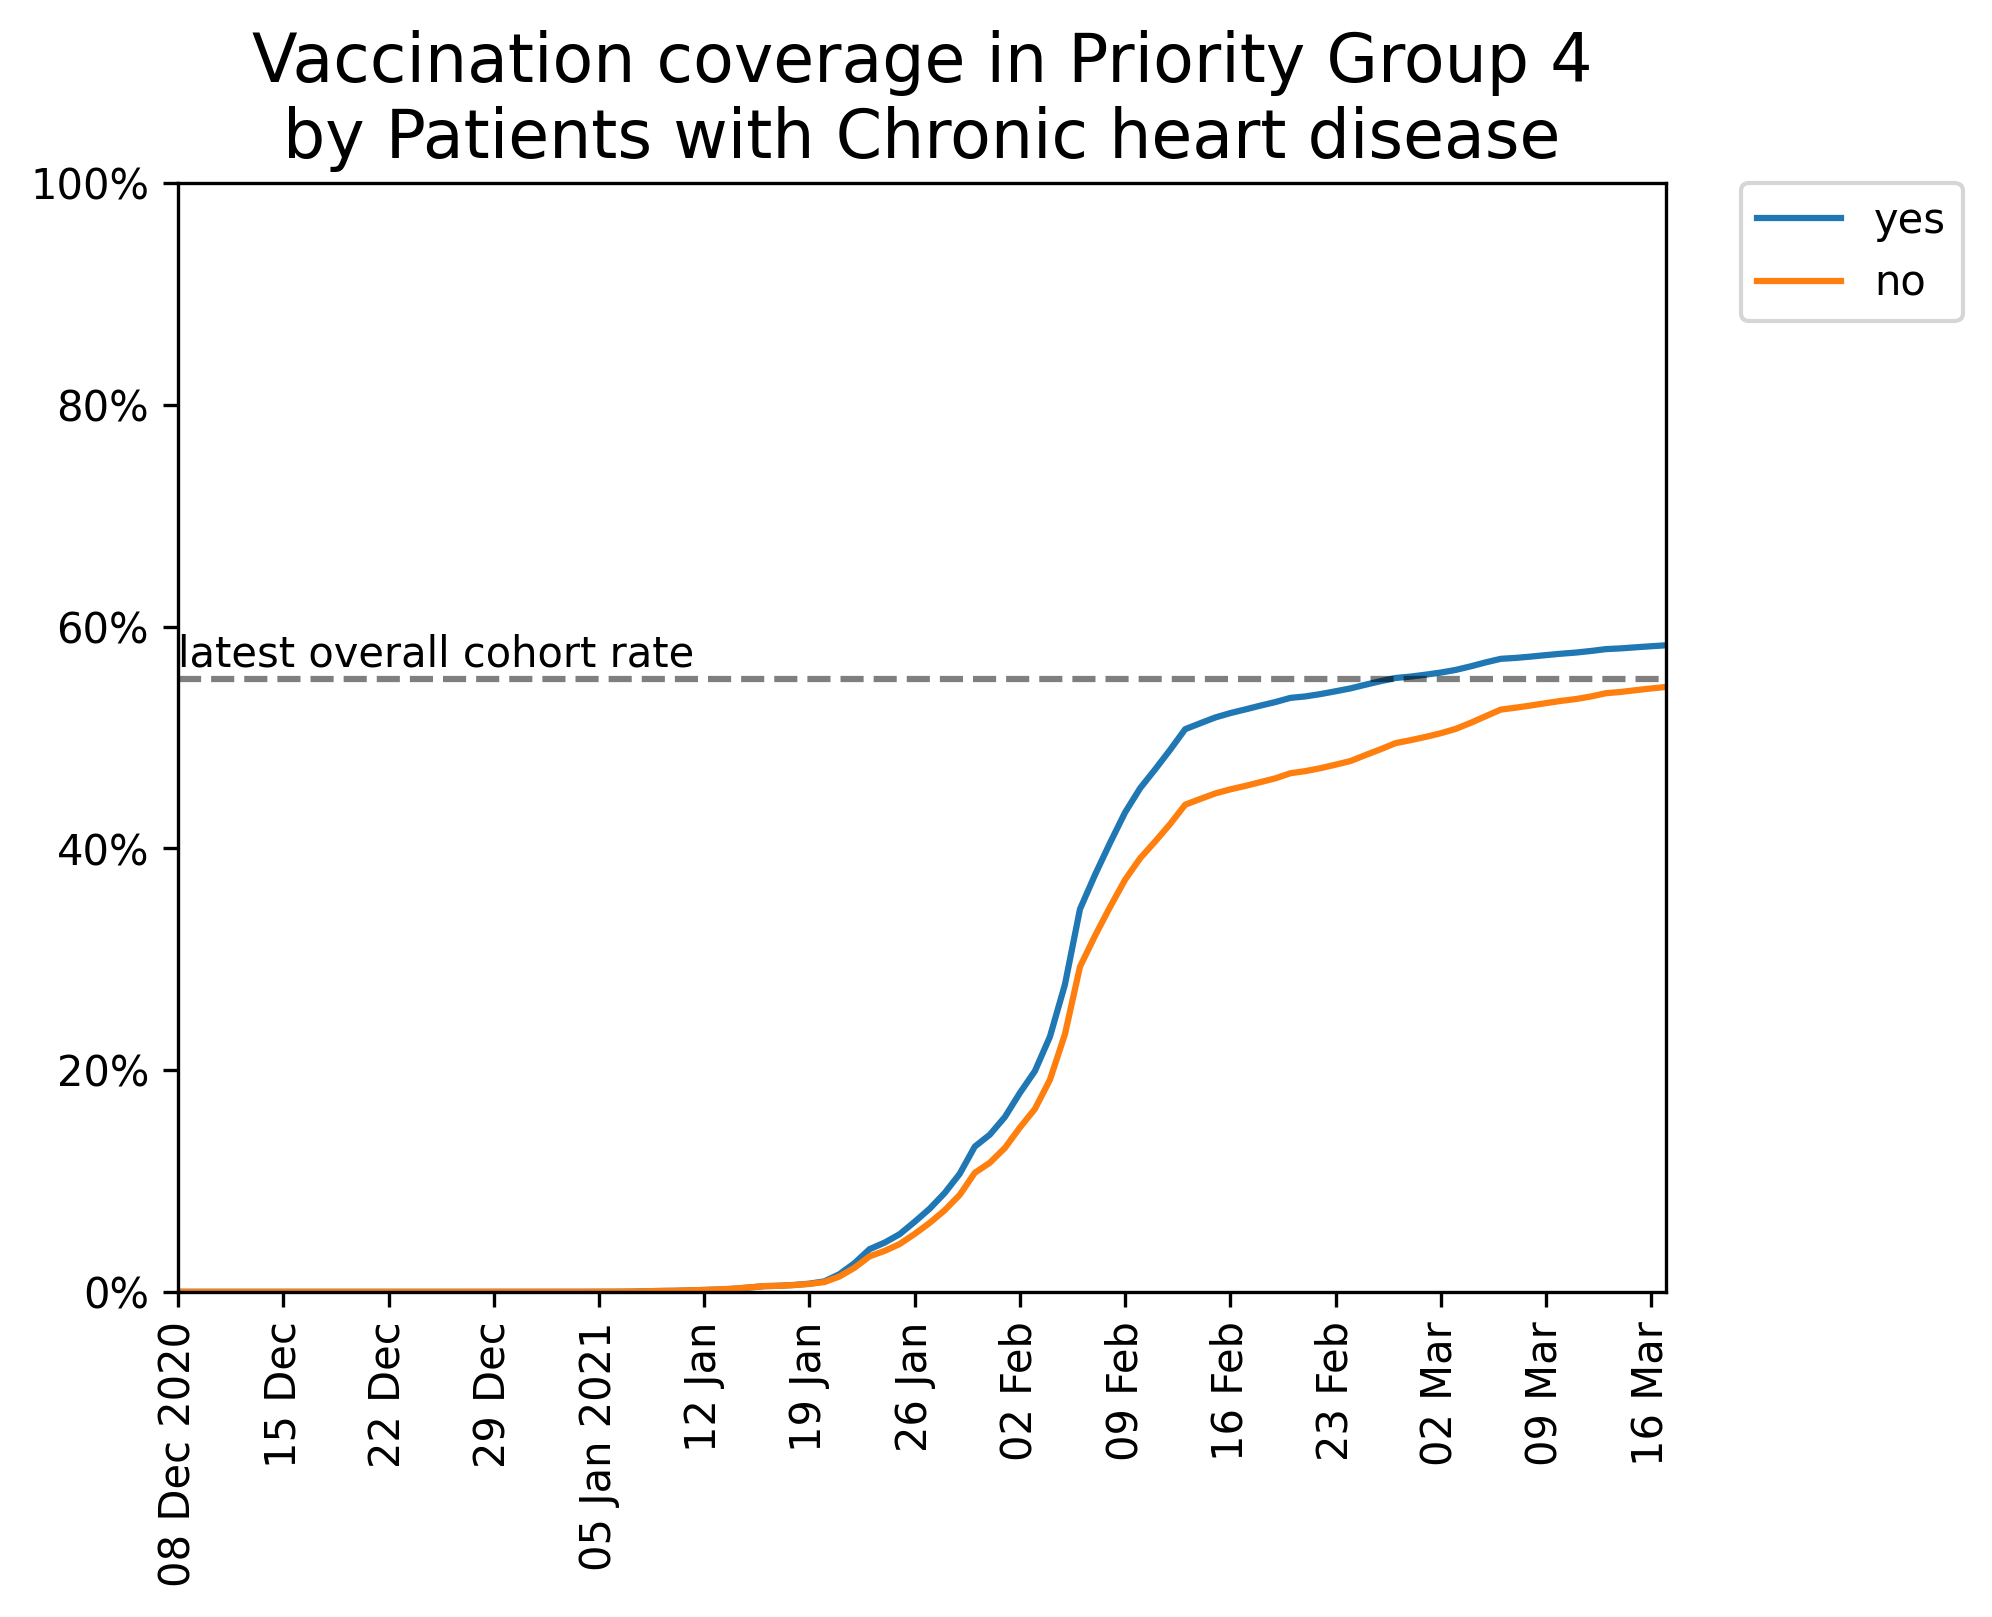 Vaccination coverage in Priority Group 4
by Patients with Chronic heart disease
100%
80%
60%
40%
20%
0%
latest overall cohort rate
yes
no
08 Dec 2020
15 Dec
22 Dec
29 Dec
05 Jan 2021
12 Jan
19 Jan
26 Jan
02 Feb
09 Feb
16 Feb
23 Feb
02 Mar
09 Mar
16 Mar